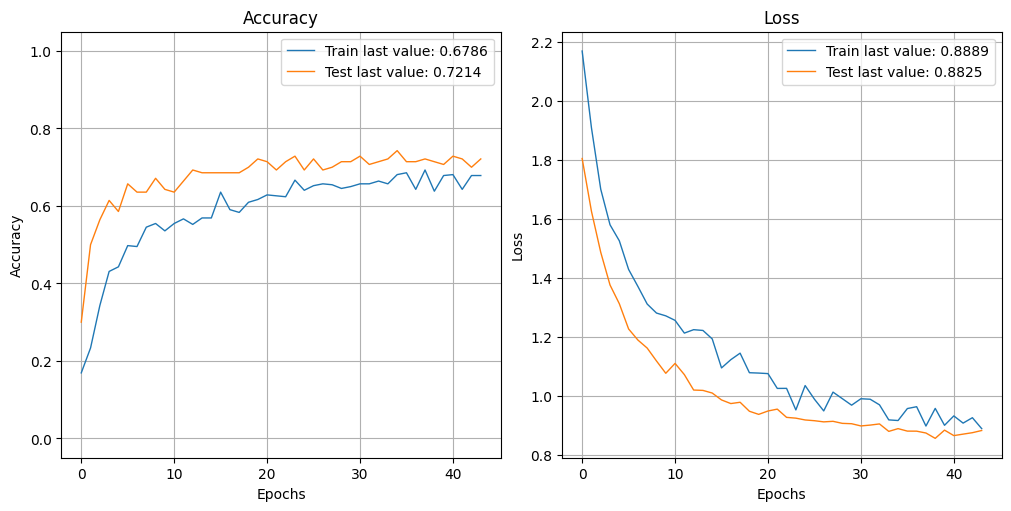 Accuracy
Train last value: 0.6786
Test last value: 0.7214
1.0
0.8
0.6
0.4
0.2
0.0
Accuracy
0
10
20
30
40
Epochs
Loss
Train last value: 0.8889
Test last value: 0.8825
2.2
2.0
1.8
1.6
1.4
1.2
1.0
0.8
Loss
0
10
20
30
40
Epochs